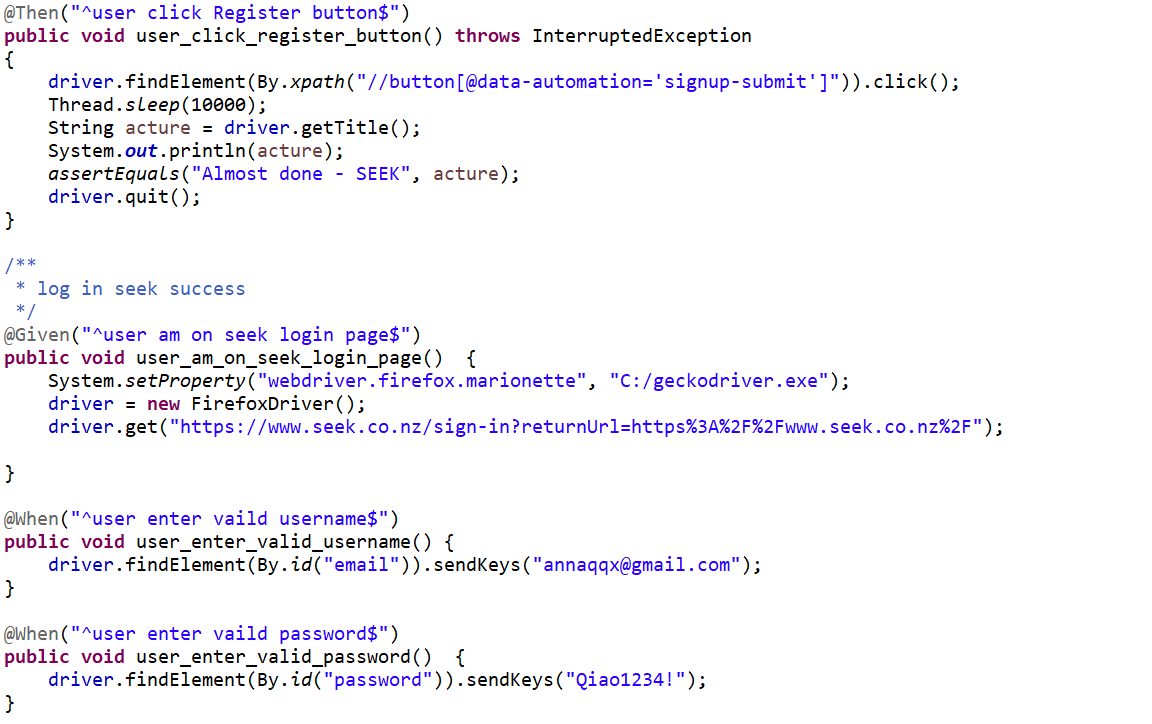 @Then("^user click Register button$")
public void user_click_register_button() throws InterruptedException
{
    driver.findElement(By.xpath("//button[@data-automation='signup-submit']")).click();
    Thread.sleep(10000);
    String acture = driver.getTitle();
    System.out.println(acture);
    assertEquals("Almost done - SEEK", acture);
    driver.quit();
}

/**
 * log in seek success
 */
@Given("^user am on seek login page$")
public void user_am_on_seek_login_page()  {
    System.setProperty("webdriver.firefox.marionette", "C:/geckodriver.exe");
    driver = new FirefoxDriver();
    driver.get("https://www.seek.co.nz/sign-in?returnUrl=https%3A%2F%2Fwww.seek.co.nz%2F");

}

@When("^user enter vaild username$")
public void user_enter_valid_username() {
    driver.findElement(By.id("email")).sendKeys("annaqqx@gmail.com");
}

@When("^user enter vaild password$")
public void user_enter_valid_password()  {
    driver.findElement(By.id("password")).sendKeys("Qiao1234!");
}